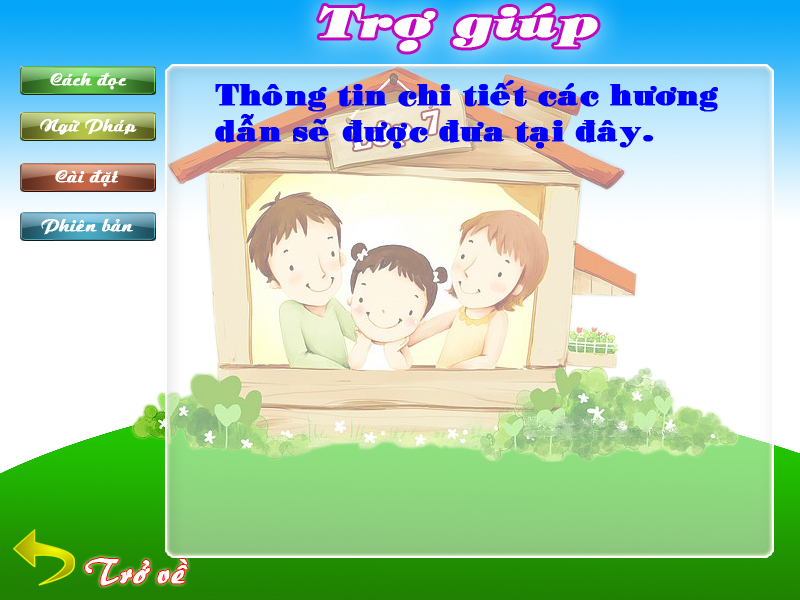 Trợ giúp
Cách đọc
Ngữ Pháp
Cài đặt
Phiên bản
Thông tin chi tiết các hương
dẫn sẽ được đưa tại đây.
7
Trở về